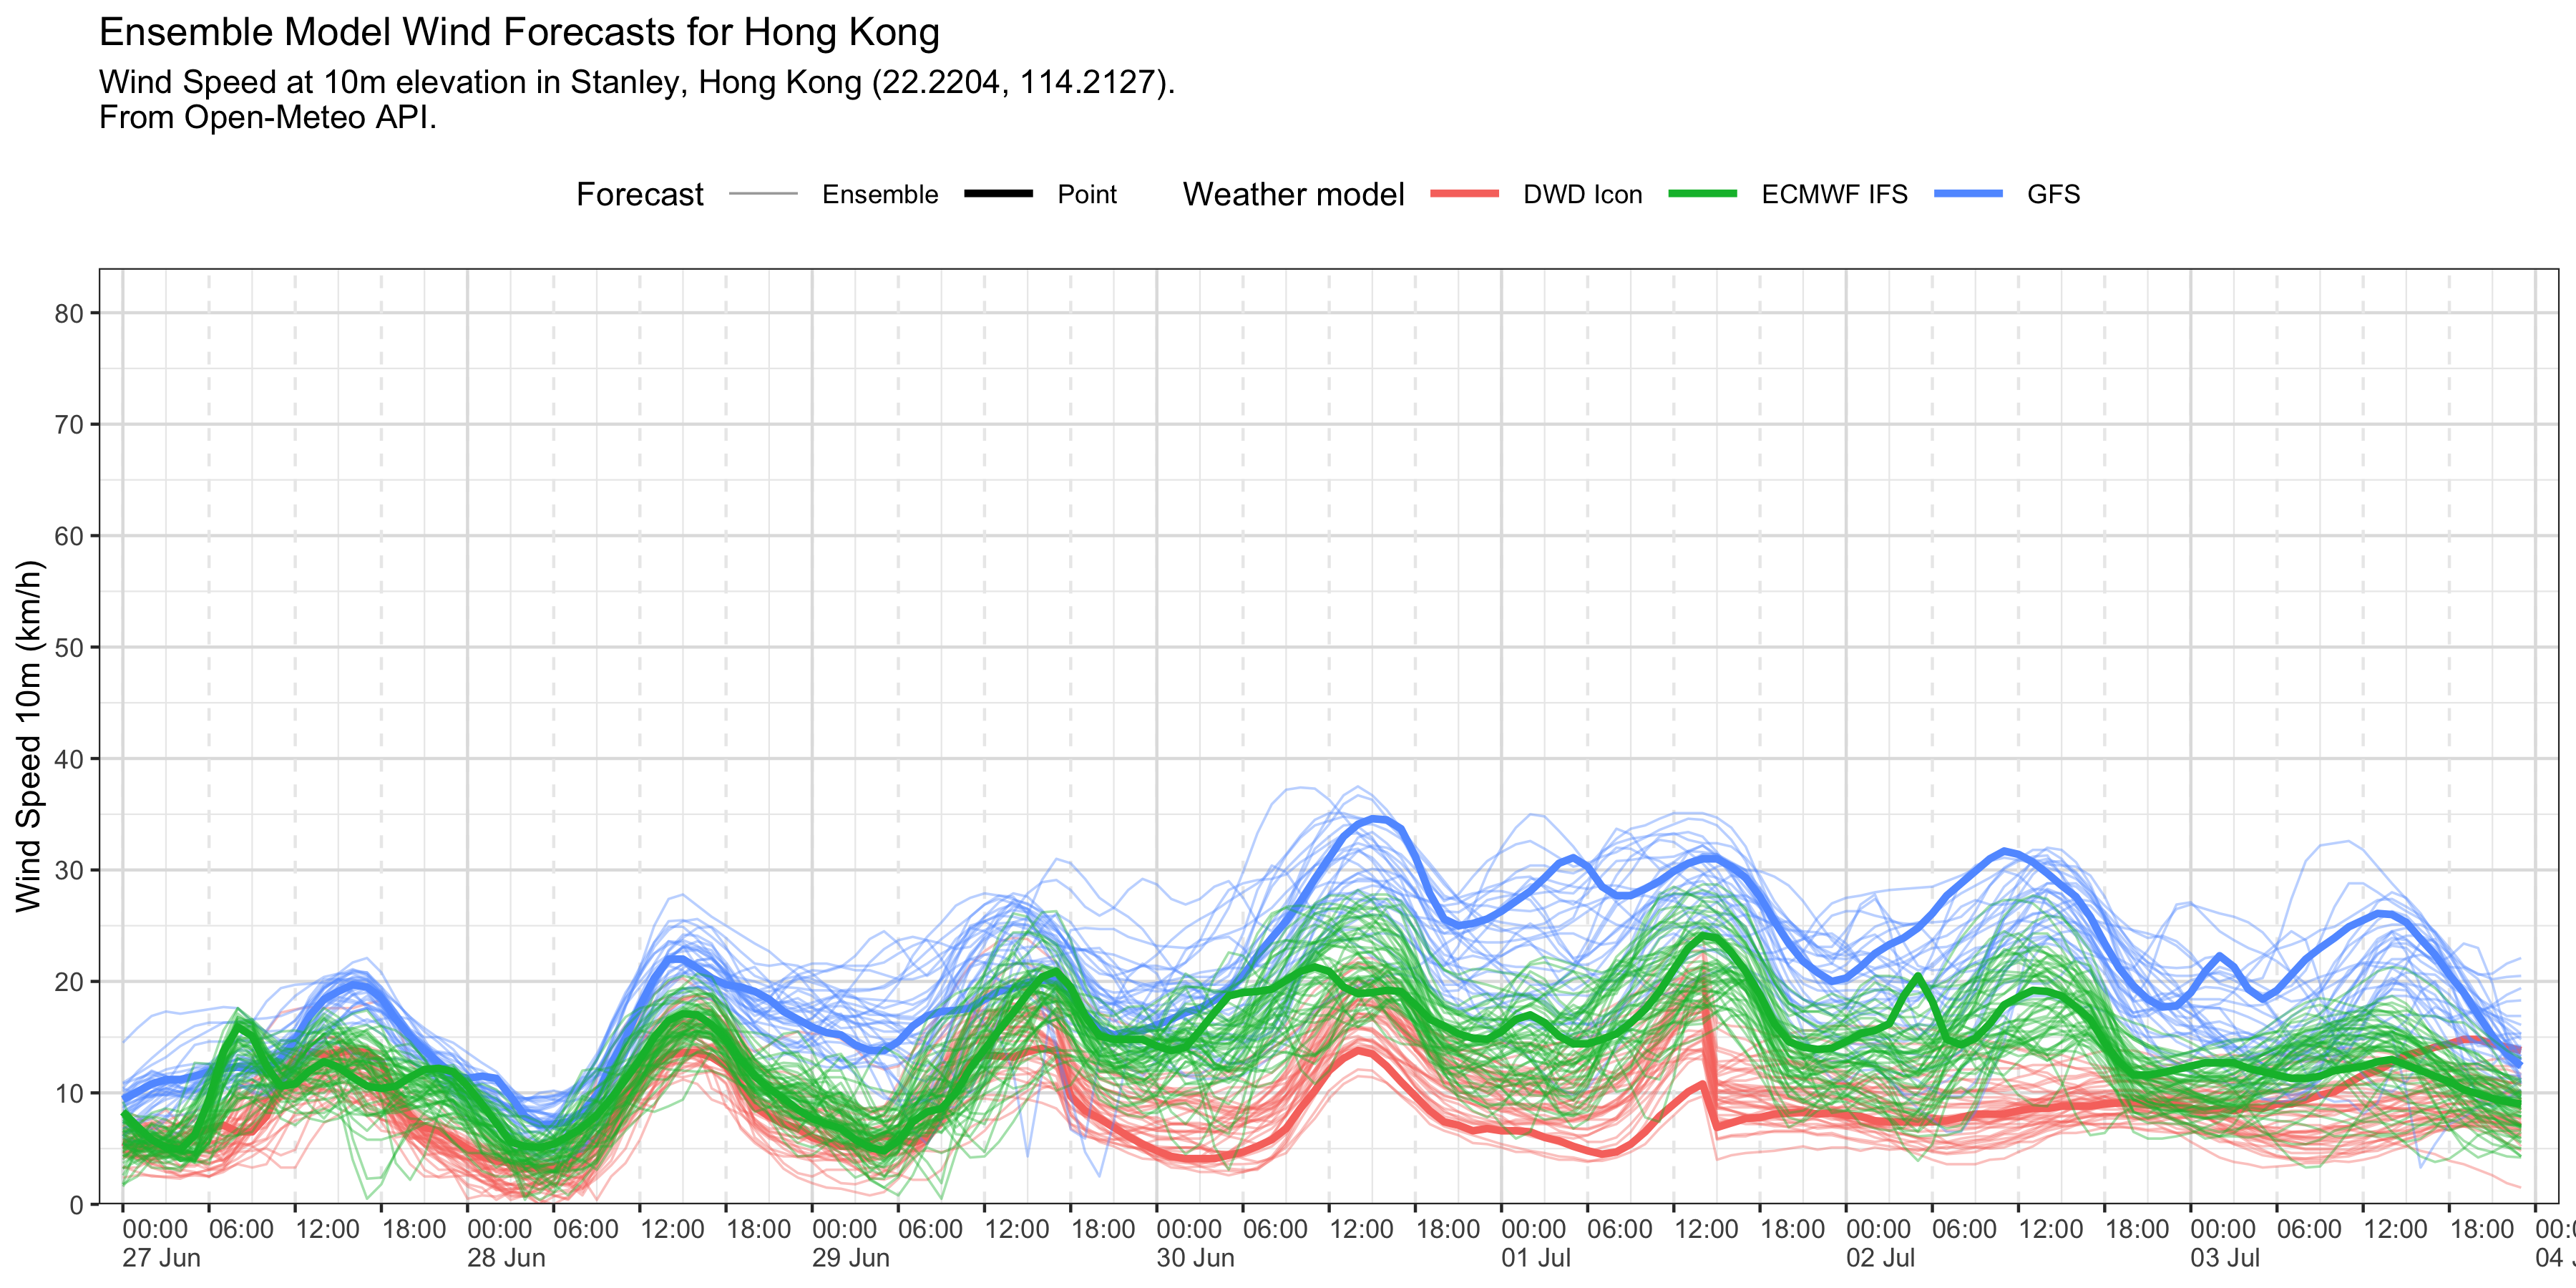 Ensemble Model Wind Forecasts for Hong Kong
Wind Speed at 10m elevation in Stanley, Hong Kong (22.2204, 114.2127).
From Open-Meteo API.
Forecast Ensemble Point Weather model DWD Icon ECMWF IFS GFS
Wind Speed 10m (km/h)
80
70
60
50
40
30
20
10
0
00:00 06:00 12:00 18:00 00:00 06:00 12:00 18:00 00:00 06:00 12:00 18:00 00:00 06:00 12:00 18:00 00:00 06:00 12:00 18:00 00:00 06:00 12:00 18:00 00:00 06:00 12:00 18:00 00:
27 Jun 28 Jun 29 Jun 30 Jun 01 Jul 02 Jul 03 Jul 04